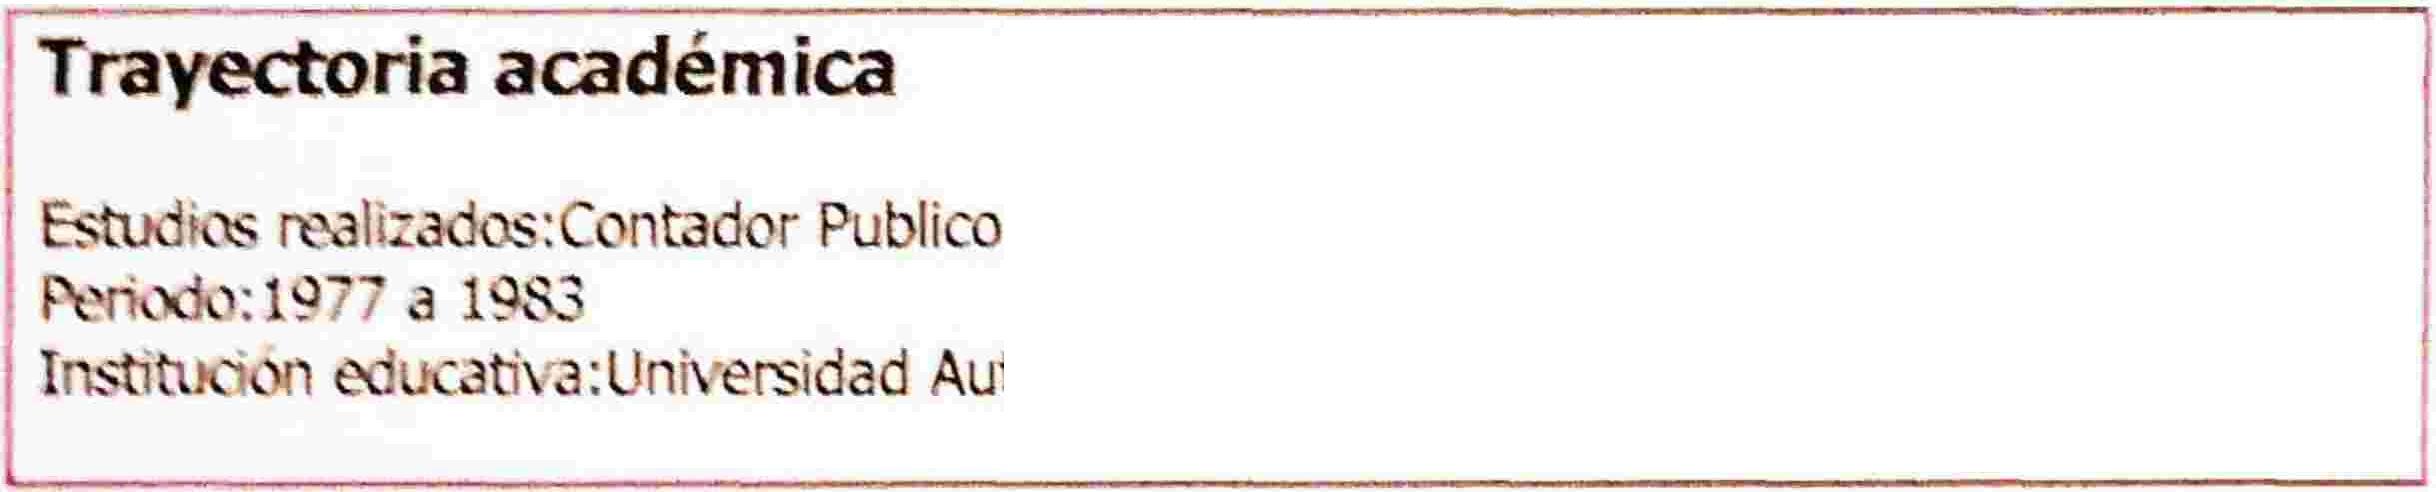 Trayectoria académica
Estudios realizados:Contador Publico
Periodo:1977 a 1983
Institución educativa:Universidad